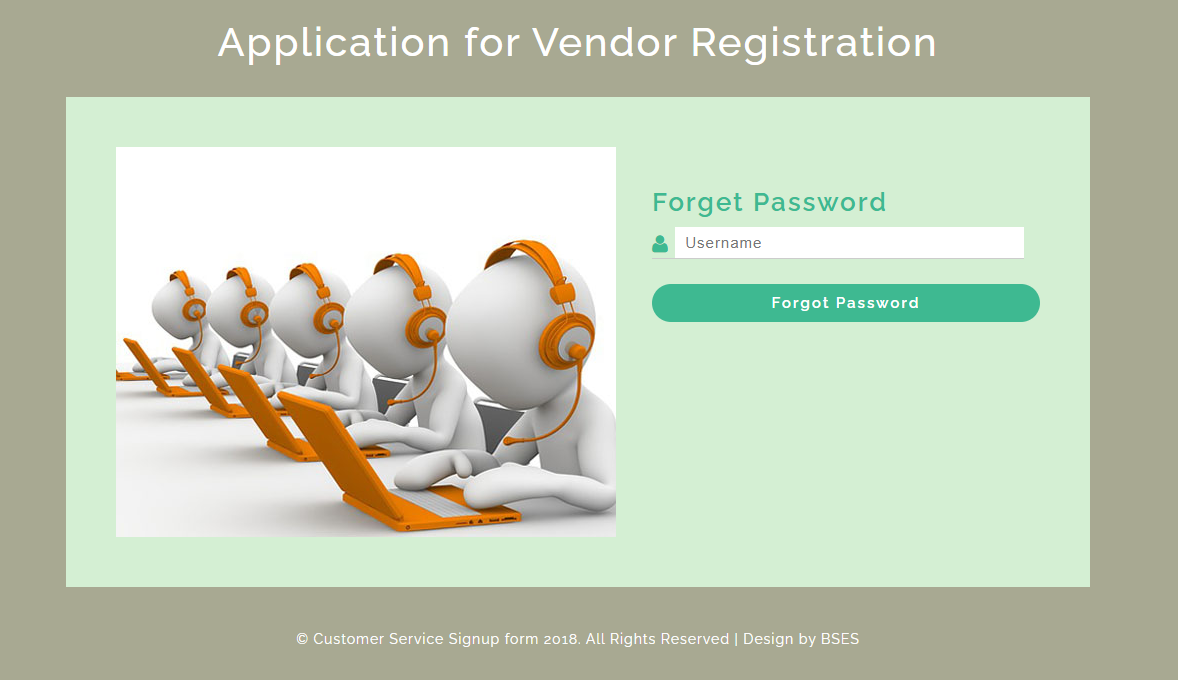 Application for Vendor Registration
Forget Password
Username
Forgot Password
© Customer Service Signup form 2018. All Rights Reserved | Design by BSES